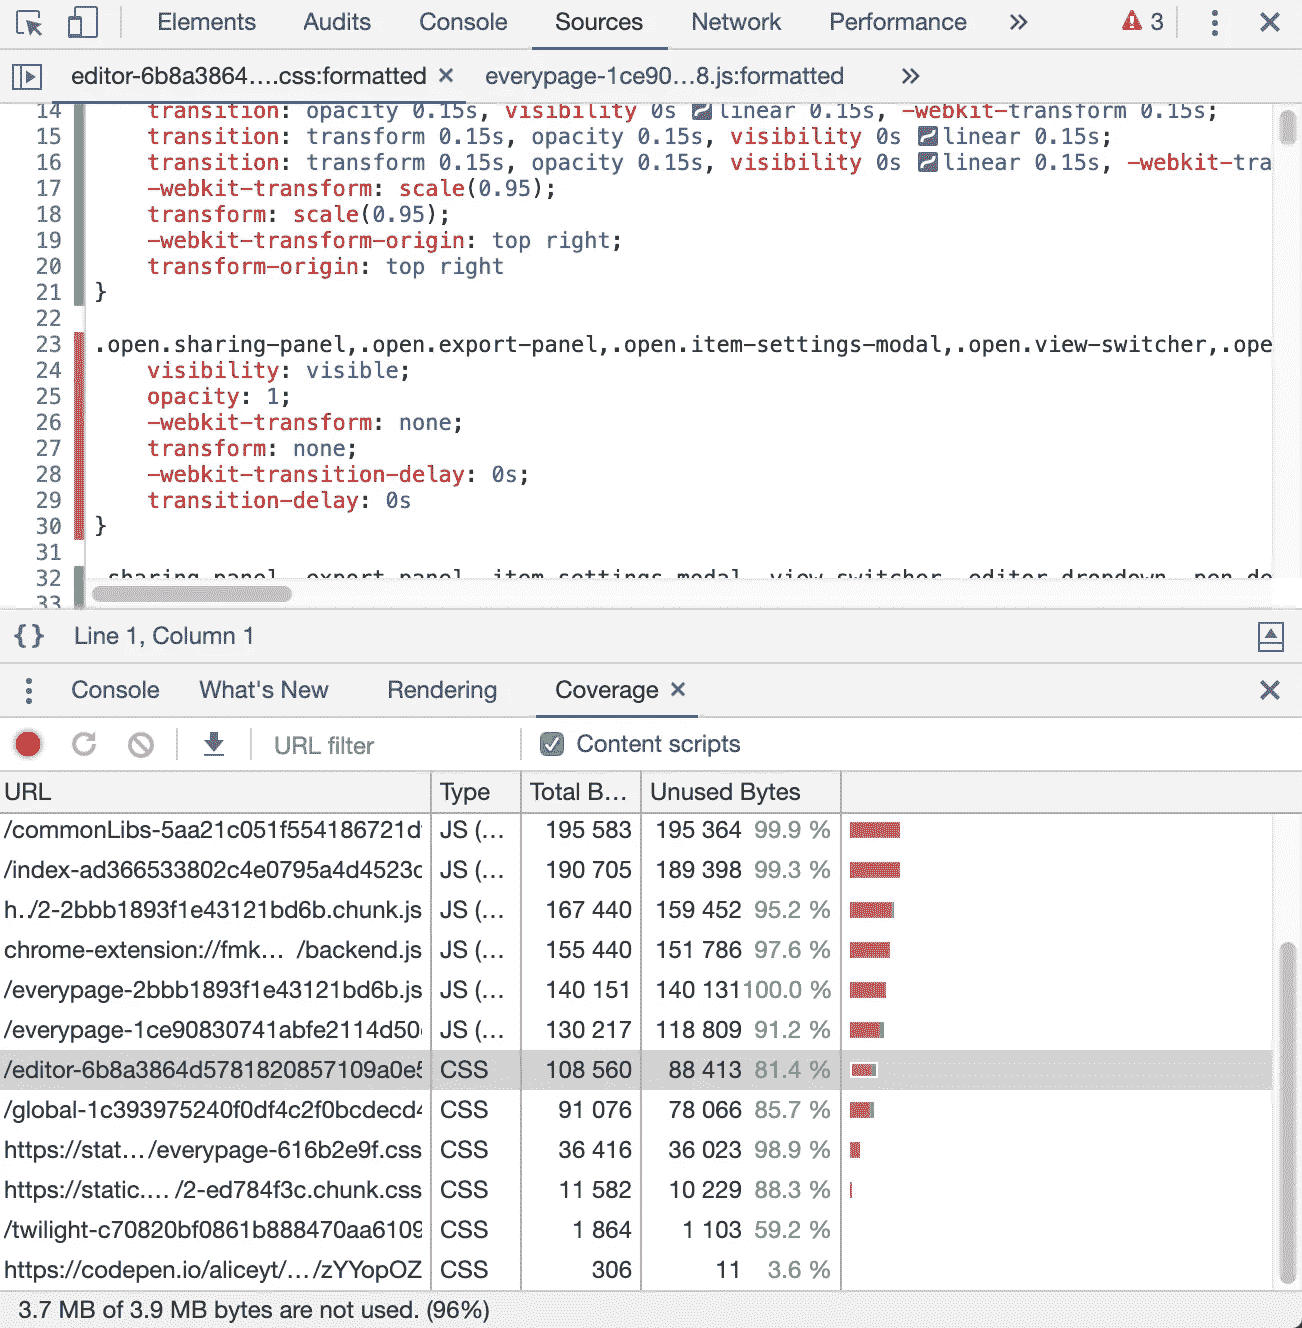 Elements Audits Console Sources Network Performance » 3
editor-6b8a3864....css:formatted × everypage-1ce90...8.js:formatted »
14 transition: opacity 0.15s, visibility 0s linear 0.15s, -webkit-transform 0.15s;
15 transition: transform 0.15s, opacity 0.15s, visibility 0s linear 0.15s;
16 transition: transform 0.15s, opacity 0.15s, visibility 0s linear 0.15s, -webkit-tra
17 -webkit-transform: scale(0.95);
18 transform: scale(0.95);
19 -webkit-transform-origin: top right;
20 transform-origin: top right
21 }
22
23 .open.sharing-panel,.open.export-panel,.open.item-settings-modal,.open.view-switcher,.ope
24 visibility: visible;
25 opacity: 1;
26 -webkit-transform: none;
27 transform: none;
28 -webkit-transition-delay: 0s;
29 transition-delay: 0s
30 }
31
32 .sharing-panel .export-panel .item-settings-modal .view-switcher .editor-dropdown .pen-de
33
{} Line 1, Column 1
Console What's New Rendering Coverage ×
URL filter Content scripts
URL Type Total B... Unused Bytes
/commonLibs-5aa21c051f554186721d JS (... 195 583 195 364 99.9 %
/index-ad366533802c4e0795a4d4523c JS (... 190 705 189 398 99.3 %
h../2-2bbb1893f1e43121bd6b.chunk.js JS (... 167 440 159 452 95.2 %
chrome-extension://fmk... /backend.js JS (... 155 440 151 786 97.6 %
/everypage-2bbb1893f1e43121bd6b.js JS (... 140 151 140 131 100.0 %
/everypage-1ce90830741abfe2114d50 JS (... 130 217 118 809 91.2 %
/editor-6b8a3864d5781820857109a0e5 CSS 108 560 88 413 81.4 %
/global-1c393975240f0df4c2f0bcdecd4 CSS 91 076 78 066 85.7 %
https://stat.../everypage-616b2e9f.css CSS 36 416 36 023 98.9 %
https://static.... /2-ed784f3c.chunk.css CSS 11 582 10 229 88.3 %
/twilight-c70820bf0861b888470aa6109 CSS 1 864 1 103 59.2 %
https://codepen.io/aliceyt/... /zYYopOZ CSS 306 11 3.6 %
3.7 MB of 3.9 MB bytes are not used. (96%)